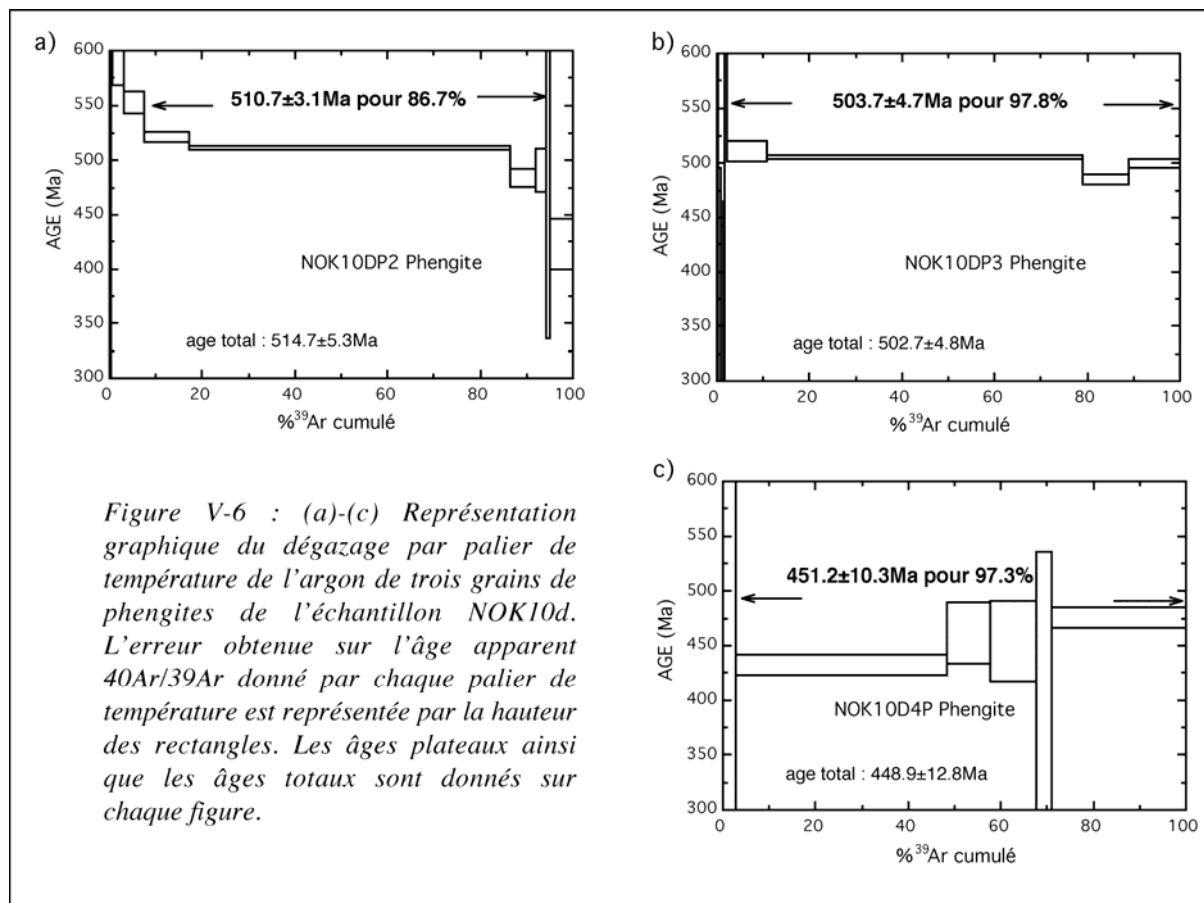 a)
600
550
500
450
400
350
300
AGE (Ma)
510.7±3.1Ma pour 86.7%
NOK10DP2 Phengite
age total : 514.7±5.3Ma
0 20 40 60 80 100
%³⁹Ar cumulé
b)
600
550
500
450
400
350
300
AGE (Ma)
503.7±4.7Ma pour 97.8%
NOK10DP3 Phengite
age total : 502.7±4.8Ma
0 20 40 60 80 100
%³⁹Ar cumulé
c)
600
550
500
450
400
350
300
AGE (Ma)
451.2±10.3Ma pour 97.3%
NOK10D4P Phengite
age total : 448.9±12.8Ma
0 20 40 60 80 100
%³⁹Ar cumulé
Figure V-6 : (a)-(c) Représentation
graphique du dégazage par palier de
température de l'argon de trois grains de
phengites de l'échantillon NOK10d.
L'erreur obtenue sur l'âge apparent
40Ar/39Ar donné par chaque palier de
température est représentée par la hauteur
des rectangles. Les âges plateaux ainsi
que les âges totaux sont donnés sur
chaque figure.